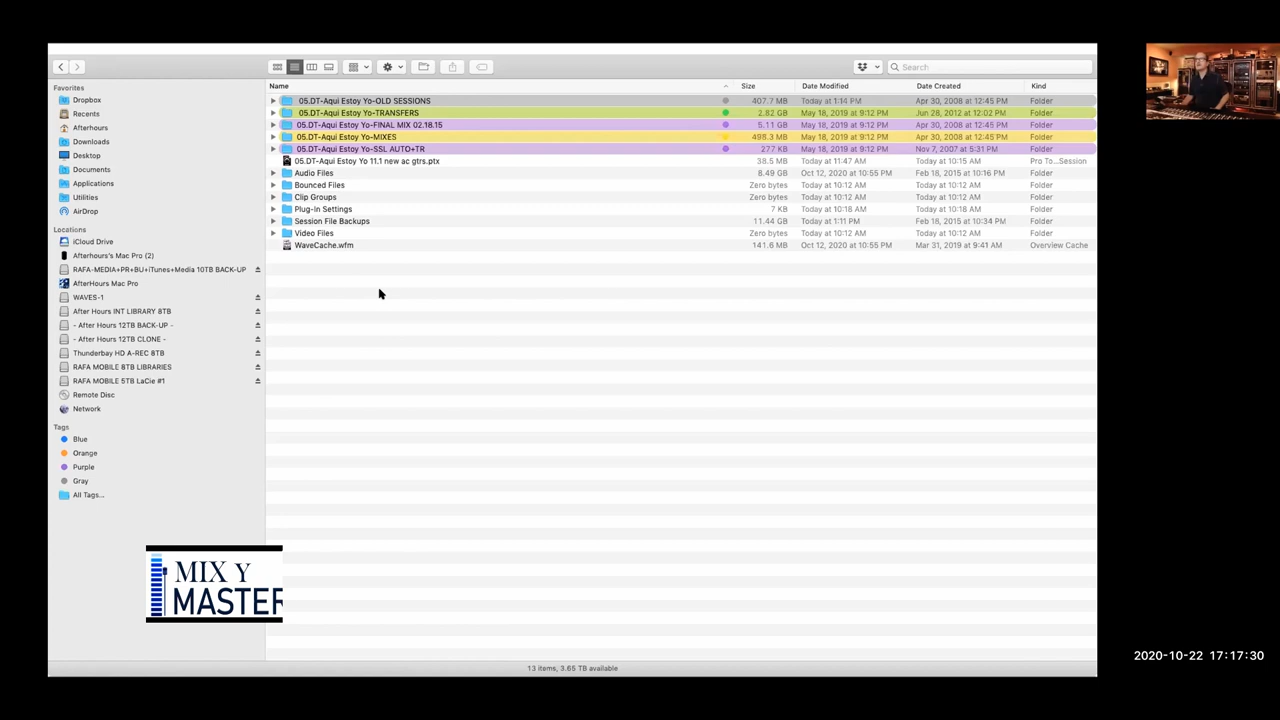 Search
Favorites
Dropbox
Recents
Afterhours
Downloads
Desktop
Documents
Applications
Utilities
AirDrop
Locations
iCloud Drive
Afterhours's Mac Pro (2)
RAFA-MEDIA+PR+BU+iTunes+Media 10TB BACK-UP
AfterHours Mac Pro
WAVES-1
After Hours INT LIBRARY 8TB
- After Hours 12TB BACK-UP -
- After Hours 12TB CLONE -
Thunderbay HD A-REC 8TB
RAFA MOBILE 8TB LIBRARIES
RAFA MOBILE 5TB LaCie #1
Remote Disc
Network
Tags
Blue
Orange
Purple
Gray
All Tags...
Name Size Date Modified Date Created Kind
05.DT-Aqui Estoy Yo-OLD SESSIONS 407.7 MB Today at 1:14 PM Apr 30, 2008 at 12:45 PM Folder
05.DT-Aqui Estoy Yo-TRANSFERS 2.82 GB May 18, 2019 at 9:12 PM Jun 28, 2012 at 12:02 PM Folder
05.DT-Aqui Estoy Yo-FINAL MIX 02.18.15 5.11 GB May 18, 2019 at 9:12 PM Apr 30, 2008 at 12:45 PM Folder
05.DT-Aqui Estoy Yo-MIXES 498.3 MB May 18, 2019 at 9:12 PM Apr 30, 2008 at 12:45 PM Folder
05.DT-Aqui Estoy Yo-SSL AUTO+TR 277 KB May 18, 2019 at 9:12 PM Nov 7, 2007 at 5:31 PM Folder
05.DT-Aqui Estoy Yo 11.1 new ac gtrs.ptx 38.5 MB Today at 11:47 AM Today at 10:15 AM Pro To...Session
Audio Files 8.49 GB Oct 12, 2020 at 10:55 PM Feb 18, 2015 at 10:16 PM Folder
Bounced Files Zero bytes Today at 10:12 AM Today at 10:12 AM Folder
Clip Groups Zero bytes Today at 10:12 AM Today at 10:12 AM Folder
Plug-In Settings 7 KB Today at 10:18 AM Today at 10:18 AM Folder
Session File Backups 11.44 GB Today at 1:11 PM Feb 18, 2015 at 10:34 PM Folder
Video Files Zero bytes Today at 10:12 AM Today at 10:12 AM Folder
WaveCache.wfm 141.6 MB Oct 12, 2020 at 10:55 PM Mar 31, 2019 at 9:41 AM Overview Cache
MIX Y
MASTER
13 items, 3.65 TB available
2020-10-22 17:17:30